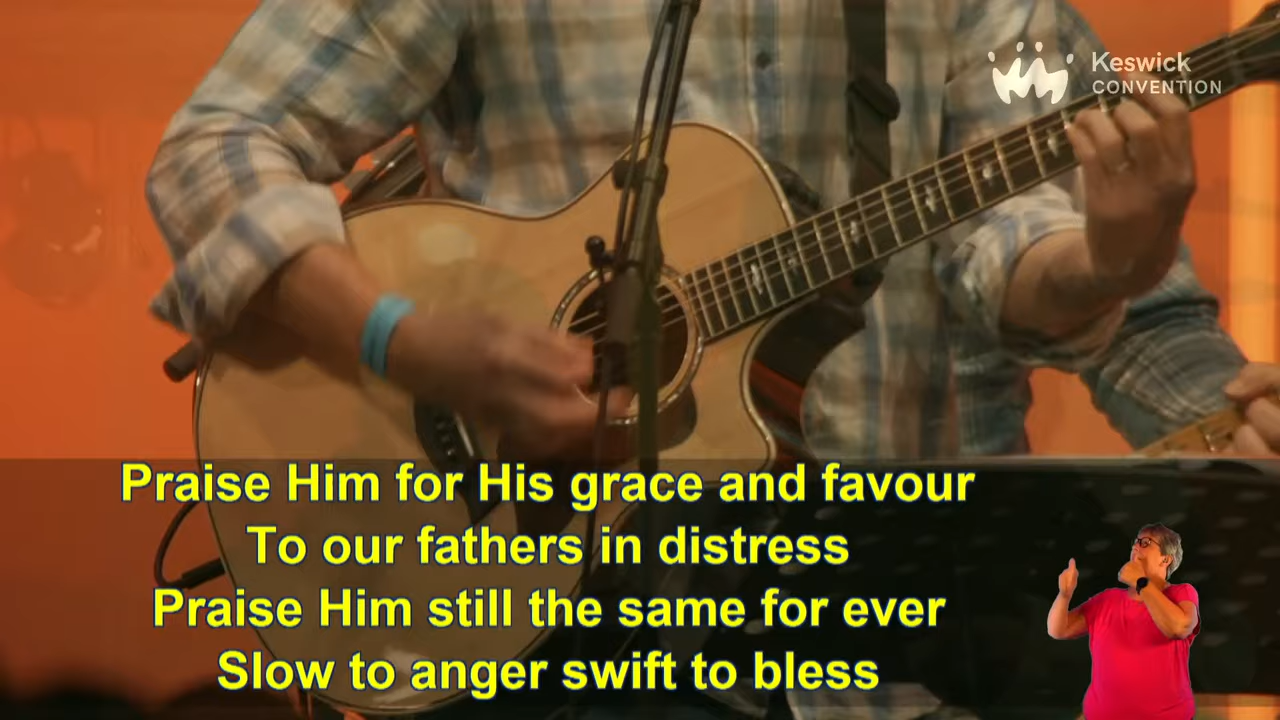 Keswick
CONVENTION
Praise Him for His grace and favour
To our fathers in distress
Praise Him still the same for ever
Slow to anger swift to bless